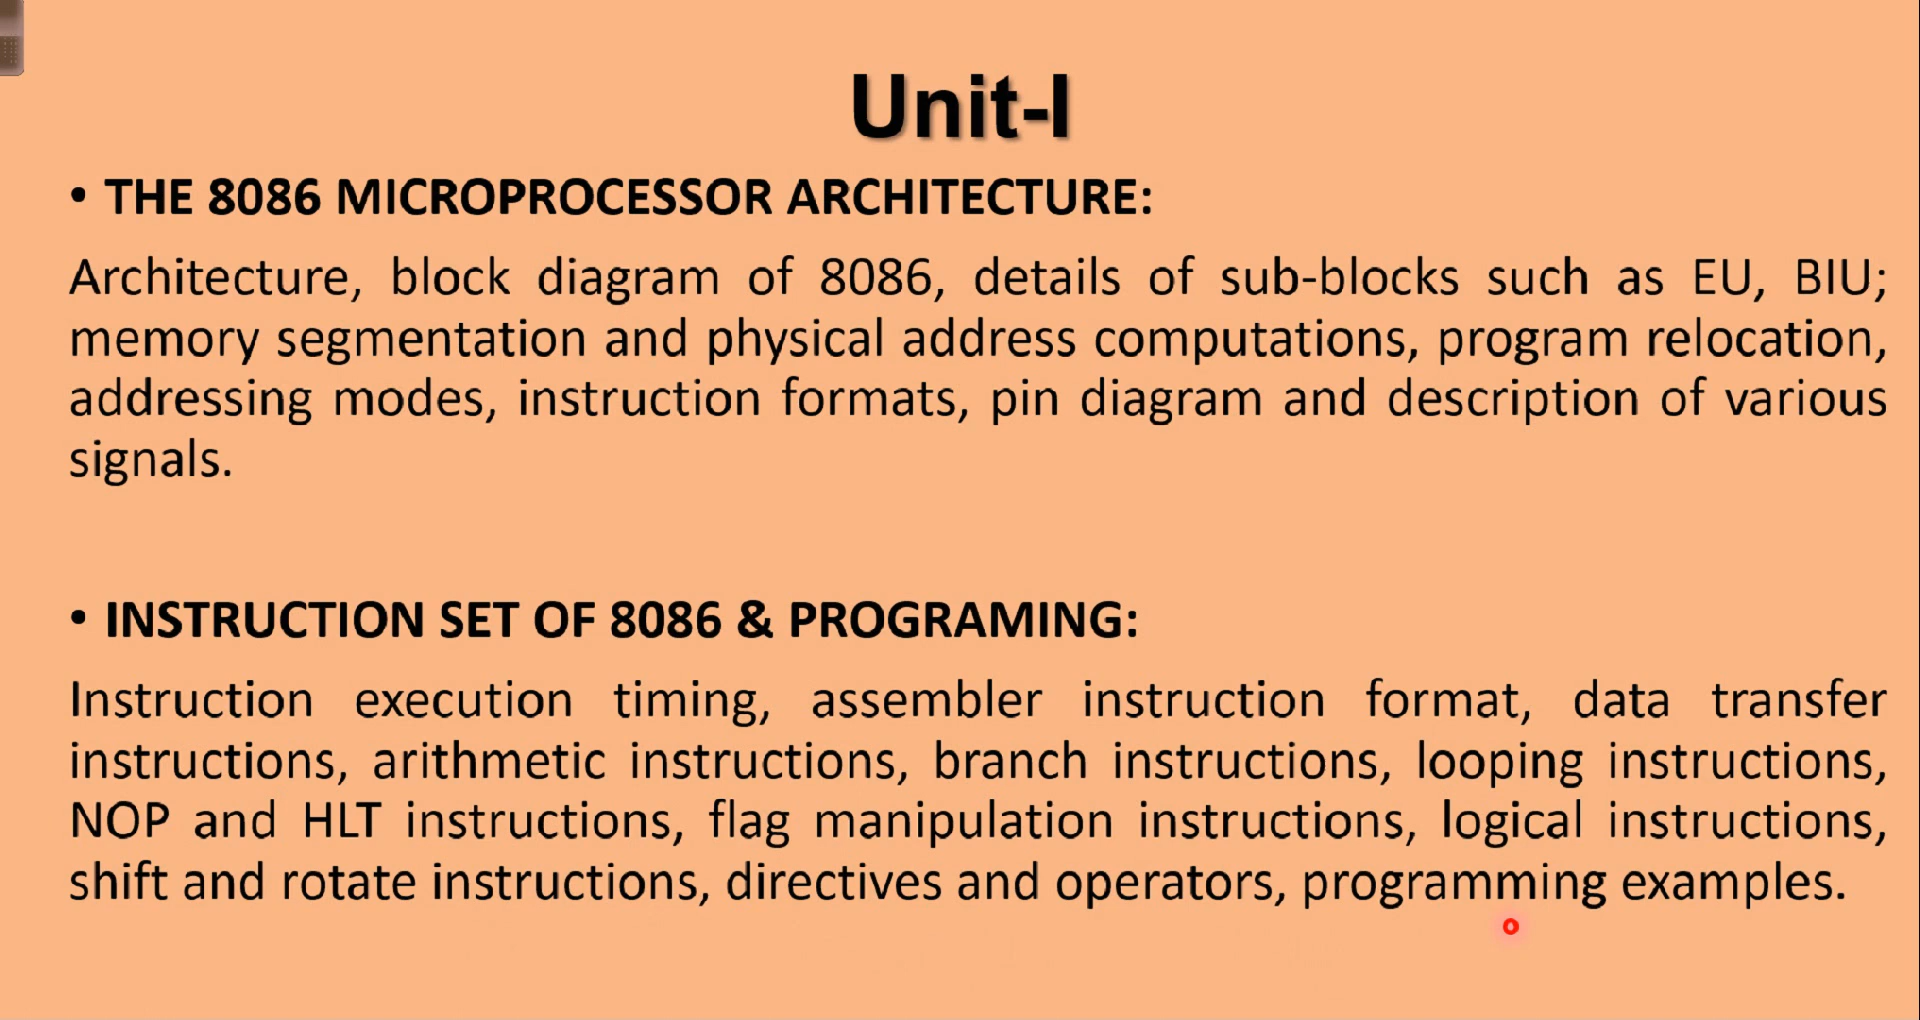 Unit-I
• THE 8086 MICROPROCESSOR ARCHITECTURE:
Architecture, block diagram of 8086, details of sub-blocks such as EU, BIU;
memory segmentation and physical address computations, program relocation,
addressing modes, instruction formats, pin diagram and description of various
signals.
• INSTRUCTION SET OF 8086 & PROGRAMING:
Instruction execution timing, assembler instruction format, data transfer
instructions, arithmetic instructions, branch instructions, looping instructions,
NOP and HLT instructions, flag manipulation instructions, logical instructions,
shift and rotate instructions, directives and operators, programming examples.